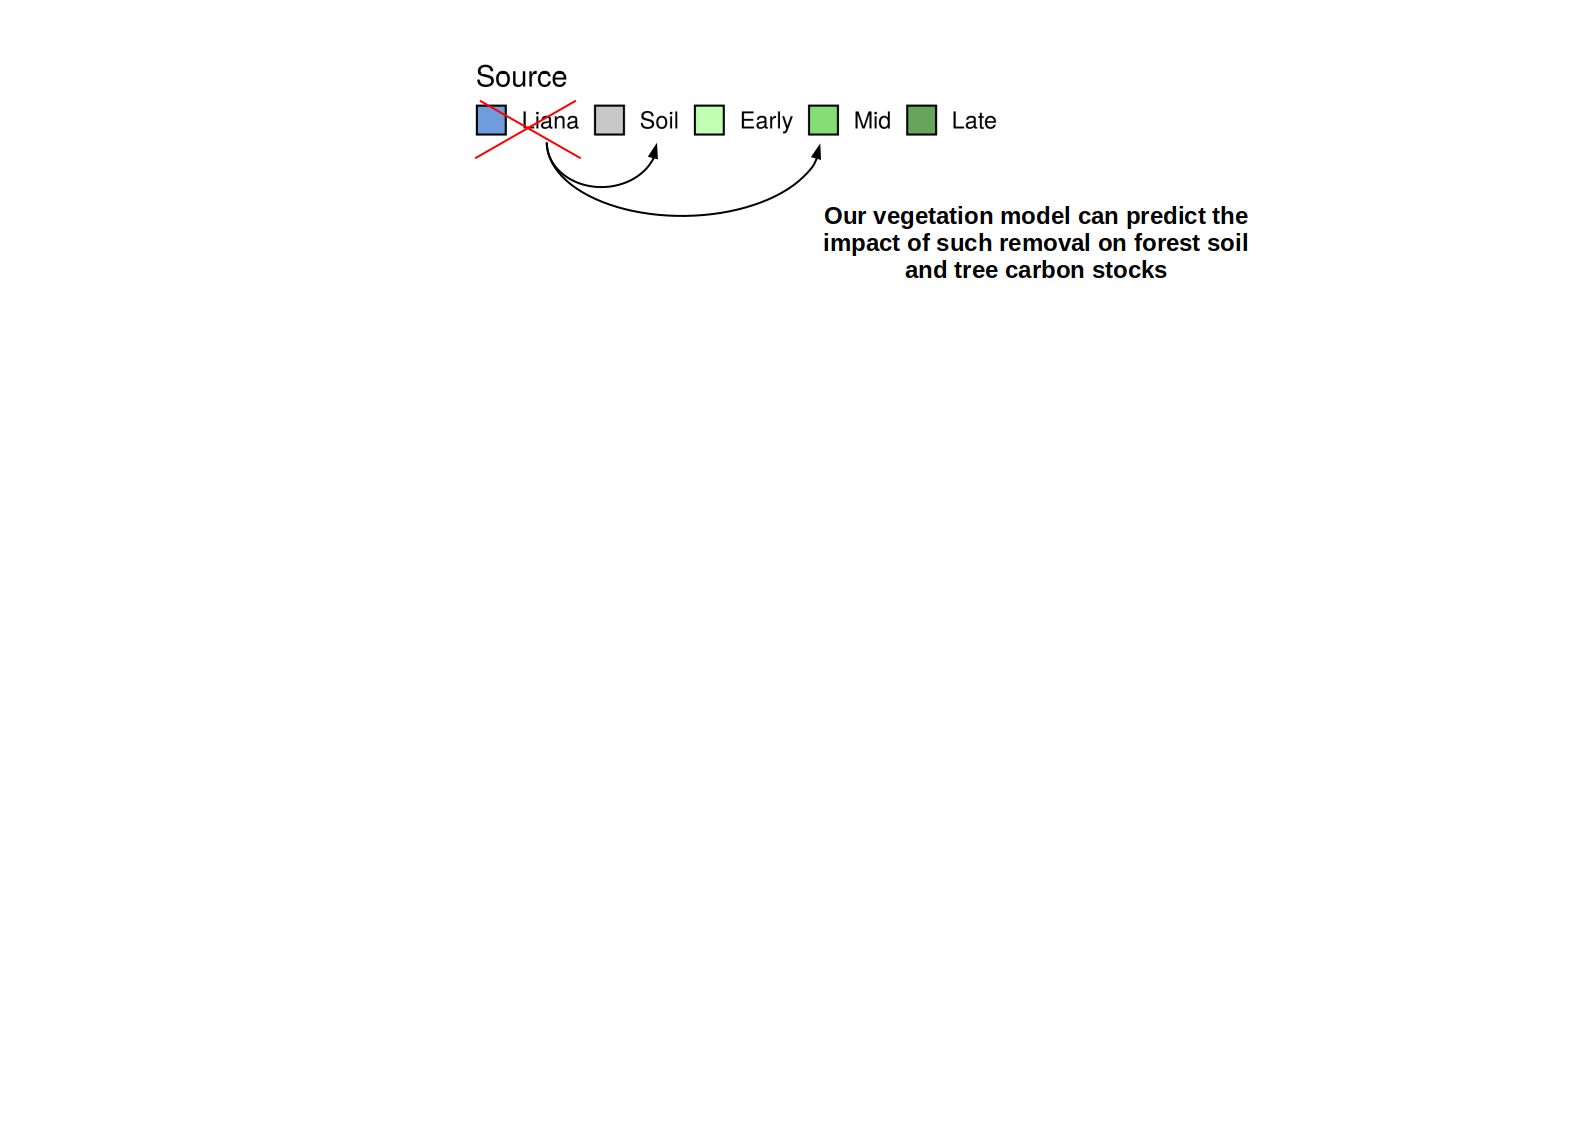 Source
Liana Soil Early Mid Late
Our vegetation model can predict the
impact of such removal on forest soil
and tree carbon stocks